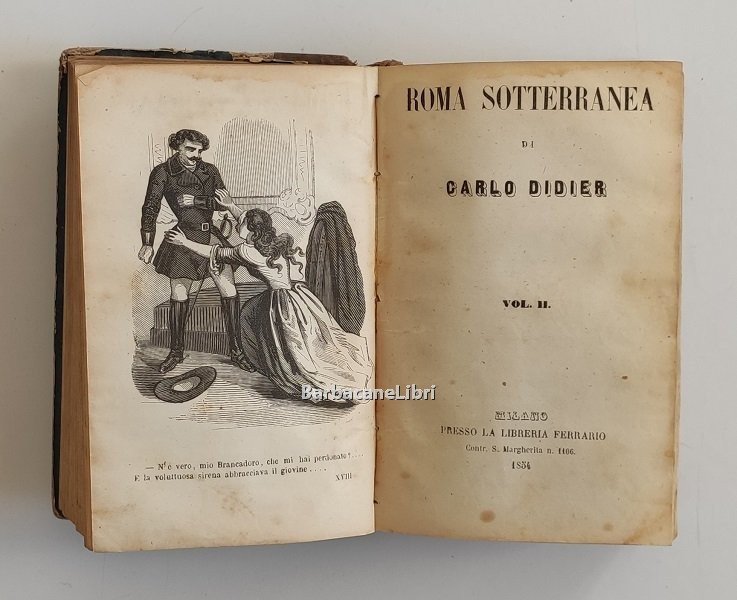 — N'è vero, mio Brancadoro, che mi hai perdonato?....
E la voluttuosa sirena abbracciava il giovine....
XVIII
BarbacaneLibri
ROMA SOTTERRANEA
DI
CARLO DIDIER
VOL. II.
MILANO
PRESSO LA LIBRERIA FERRARIO
Contr. S. Margherita n. 1106.
1854